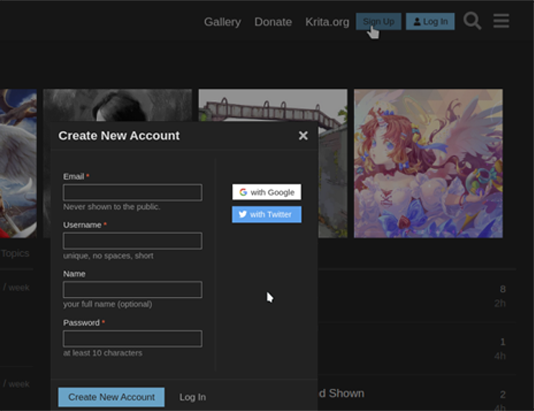 Gallery Donate Krita.org Sign Up Log In
Create New Account
Email *
Never shown to the public.
Username *
unique, no spaces, short
Name
your full name (optional)
Password *
at least 10 characters
with Google
with Twitter
Create New Account Log In
Topics
/ week
/ week
8
2h
1
4h
d Shown
2
4h